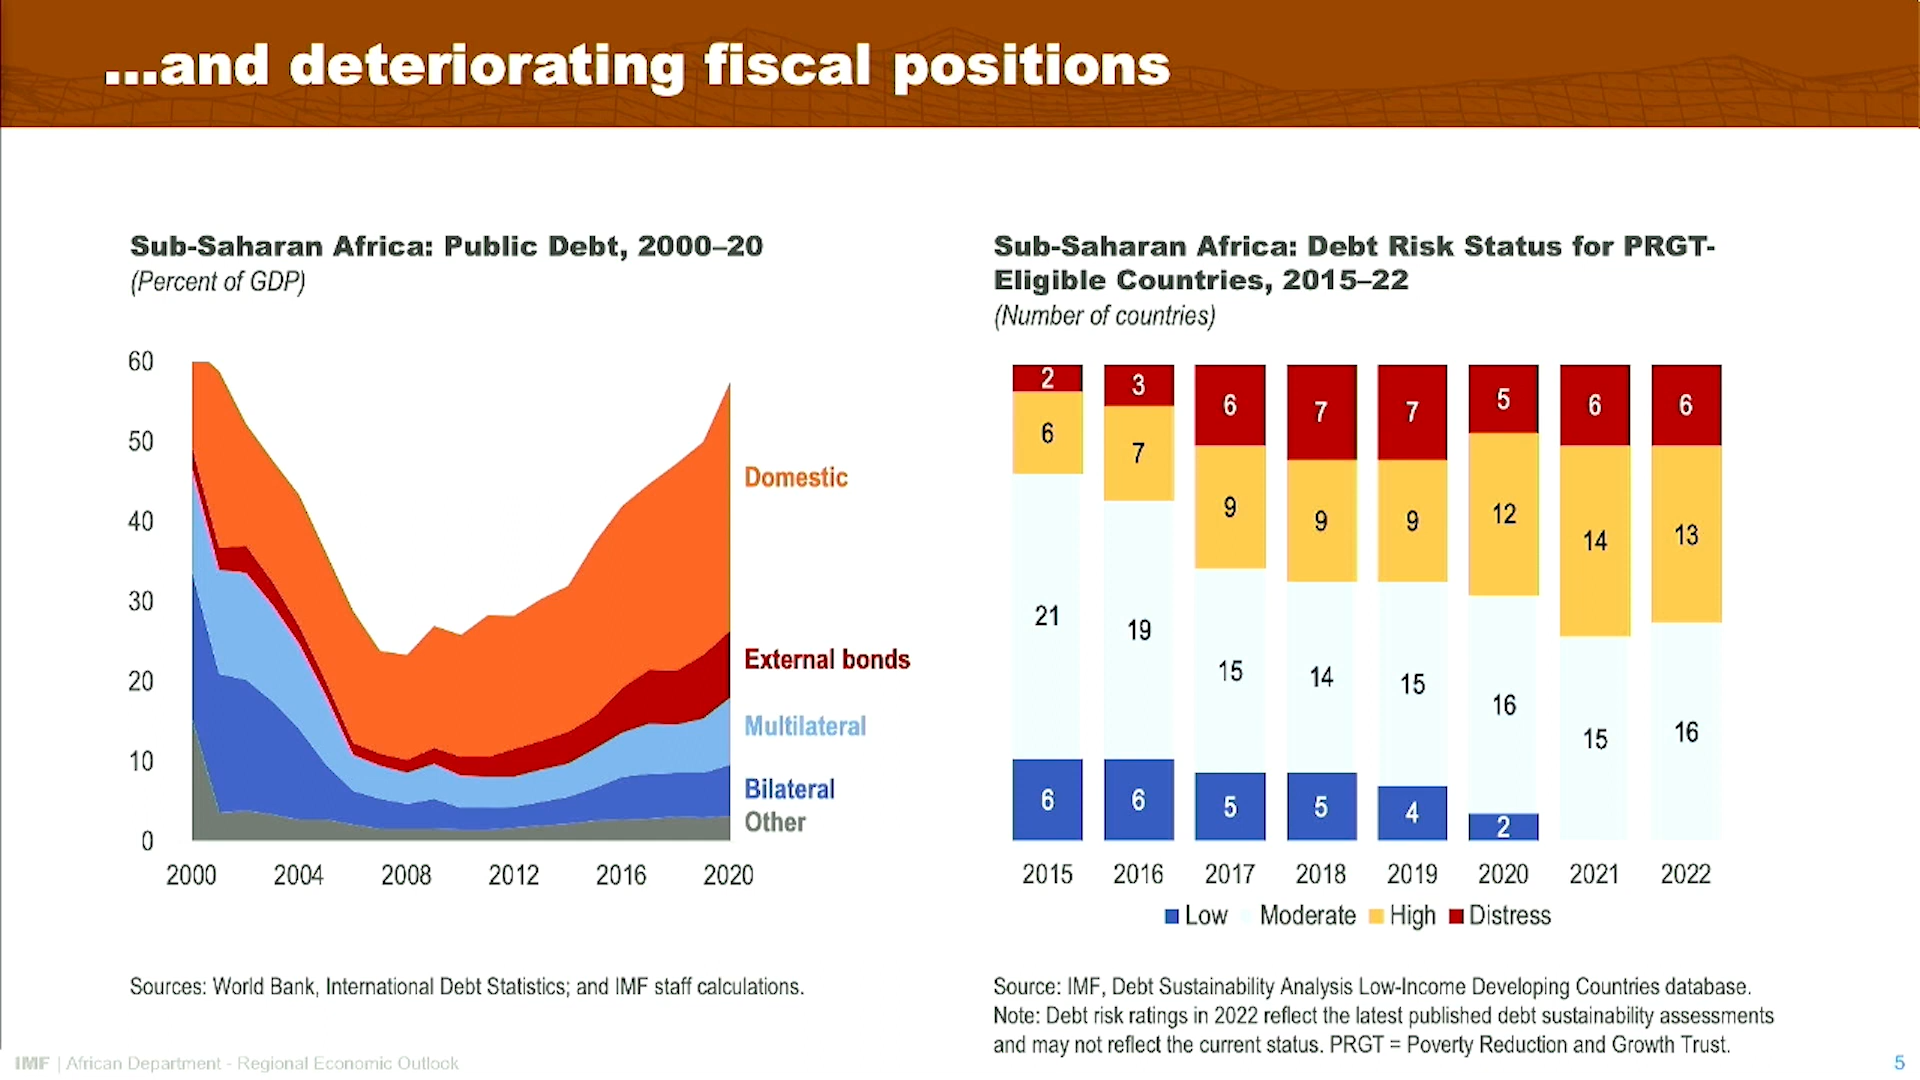 ...and deteriorating fiscal positions
Sub-Saharan Africa: Public Debt, 2000–20
(Percent of GDP)
60
50
40
30
20
10
0
Domestic
External bonds
Multilateral
Bilateral
Other
2000 2004 2008 2012 2016 2020
Sources: World Bank, International Debt Statistics; and IMF staff calculations.
Sub-Saharan Africa: Debt Risk Status for PRGT-
Eligible Countries, 2015–22
(Number of countries)
2 3 6 7 7 5 6 6
6 7 9 9 9 12 14 13
21 19 15 14 15 16 15 16
6 6 5 5 4 2
2015 2016 2017 2018 2019 2020 2021 2022
Low Moderate High Distress
Source: IMF, Debt Sustainability Analysis Low-Income Developing Countries database.
Note: Debt risk ratings in 2022 reflect the latest published debt sustainability assessments
and may not reflect the current status. PRGT = Poverty Reduction and Growth Trust.
IMF | African Department - Regional Economic Outlook
5